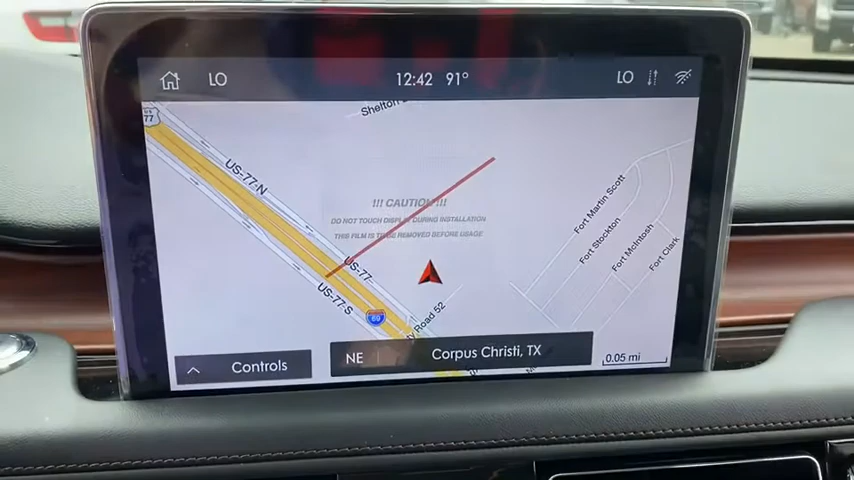 LO
12:42 91°
LO
U.S.
77
Shelton
US-77-N
!!! CAUTION !!!
DO NOT TOUCH DISPLAY DURING INSTALLATION
THIS FILM IS TO BE REMOVED BEFORE USAGE
Fort Martin Scott
Fort Stockton
Fort McIntosh
Fort Clark
US-77
US-77-S
69
Road 52
NE
Corpus Christi, TX
Controls
0.05 mi